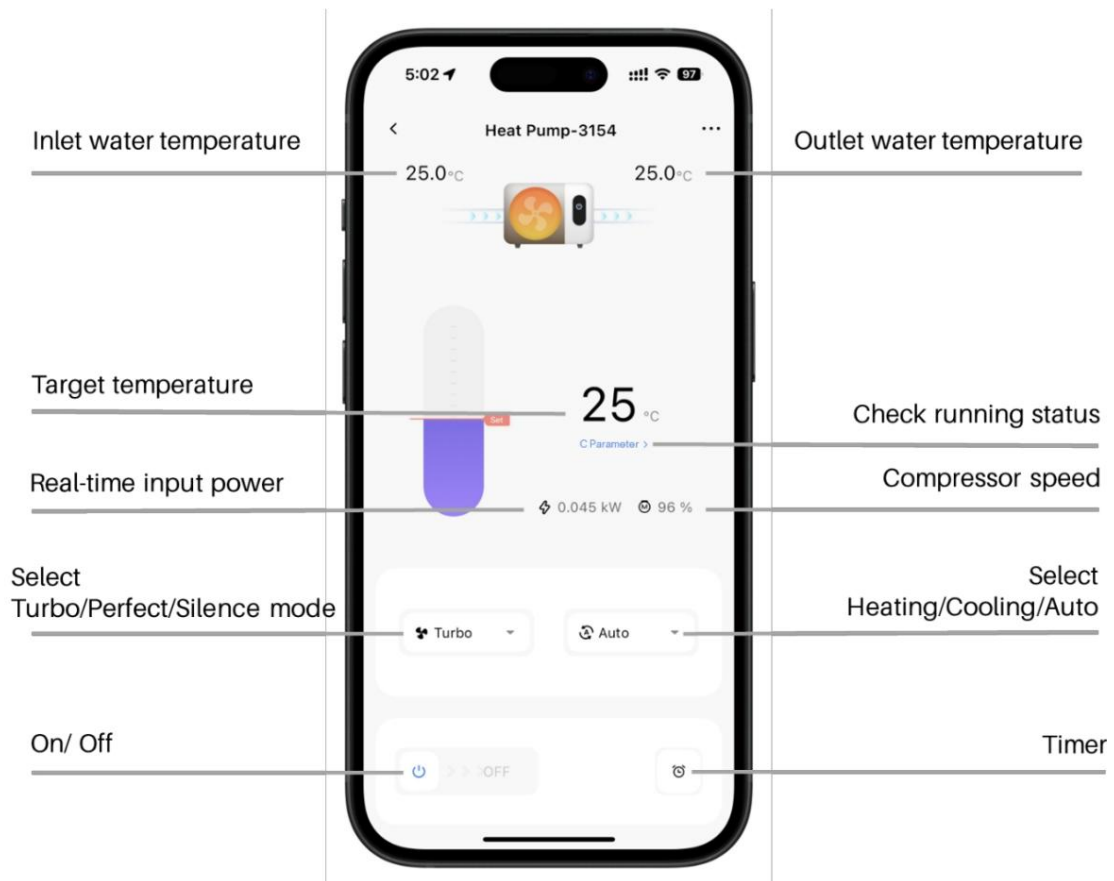 5:02
97
Heat Pump-3154
Inlet water temperature
Outlet water temperature
25.0°C
25.0°C
Target temperature
25 °C
Set
Check running status
C Parameter >
Real-time input power
Compressor speed
0.045 kW
96 %
Select
Turbo/Perfect/Silence mode
Select
Heating/Cooling/Auto
Turbo
Auto
On/ Off
Timer
OFF